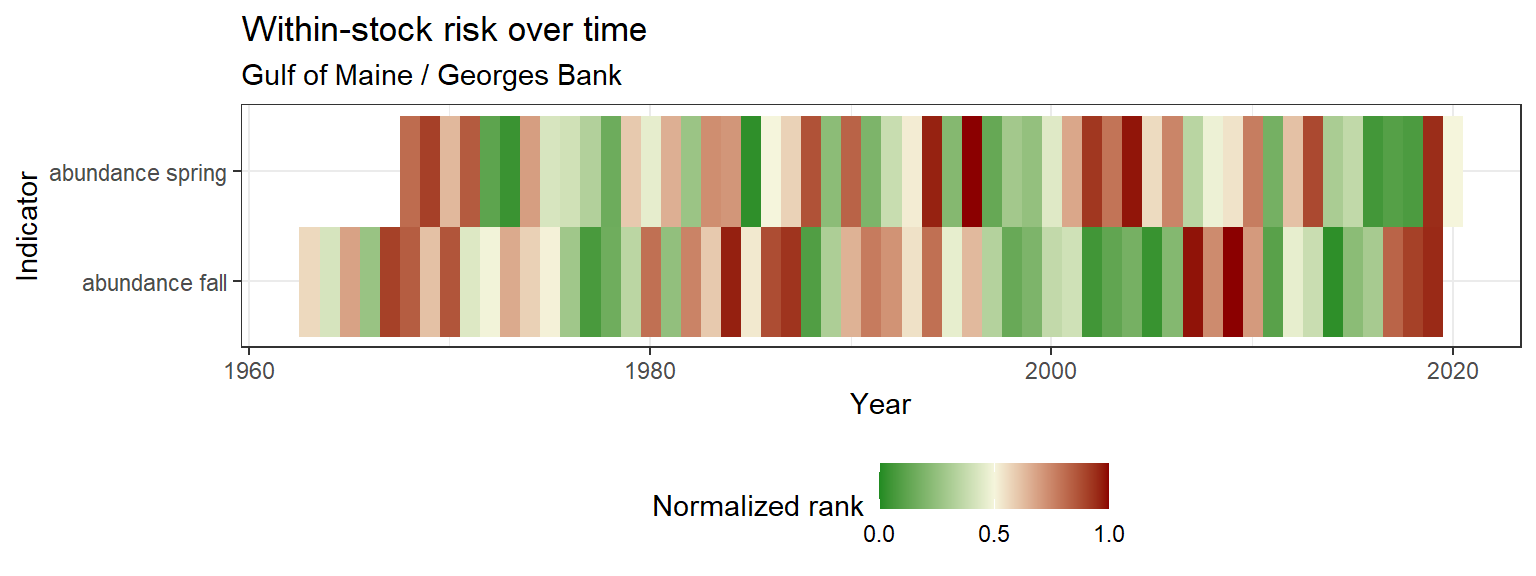 Within-stock risk over time
Gulf of Maine / Georges Bank
Indicator
abundance spring
abundance fall
1960 1980 2000 2020
Year
Normalized rank
0.0 0.5 1.0